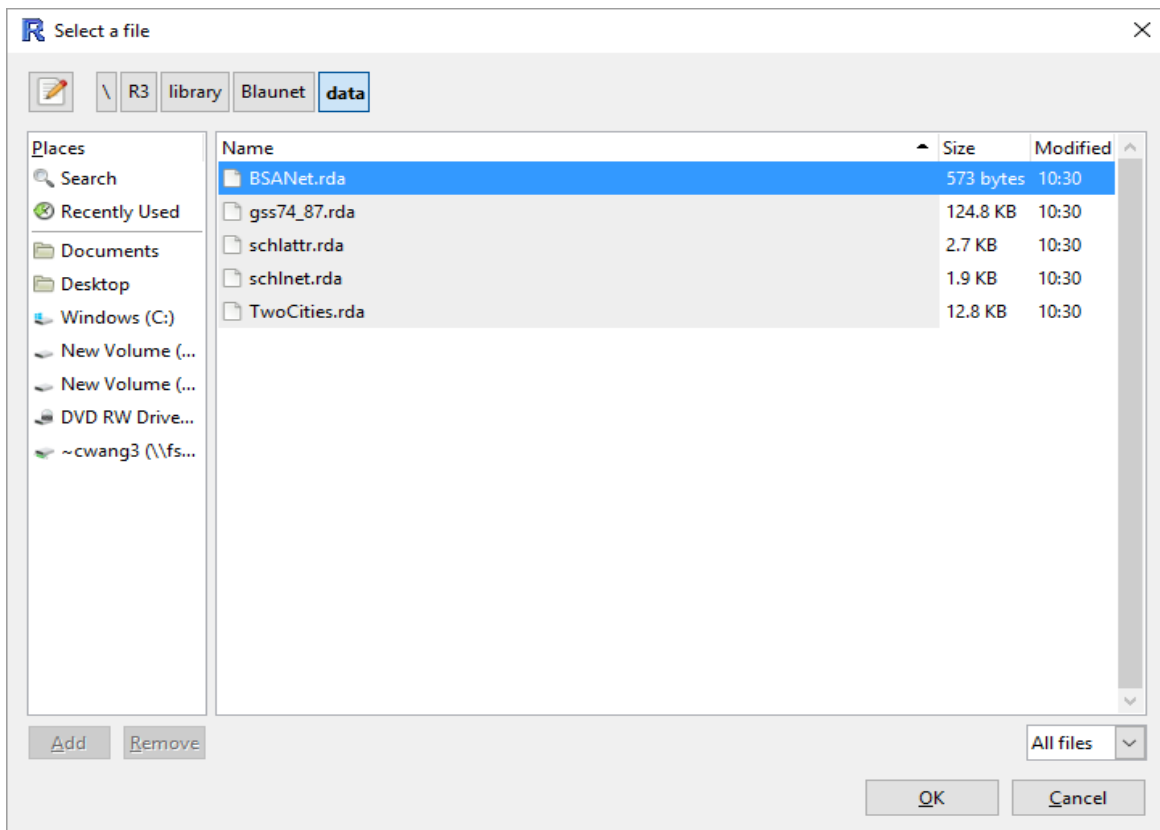 Select a file
\ R3 library Blaunet data
Places
Search
Recently Used
Documents
Desktop
Windows (C:)
New Volume (...
New Volume (...
DVD RW Drive...
~cwang3 (\\fs...
Name Size Modified
BSANet.rda 573 bytes 10:30
gss74_87.rda 124.8 KB 10:30
schlattr.rda 2.7 KB 10:30
schlnet.rda 1.9 KB 10:30
TwoCities.rda 12.8 KB 10:30
Add Remove All files
OK Cancel